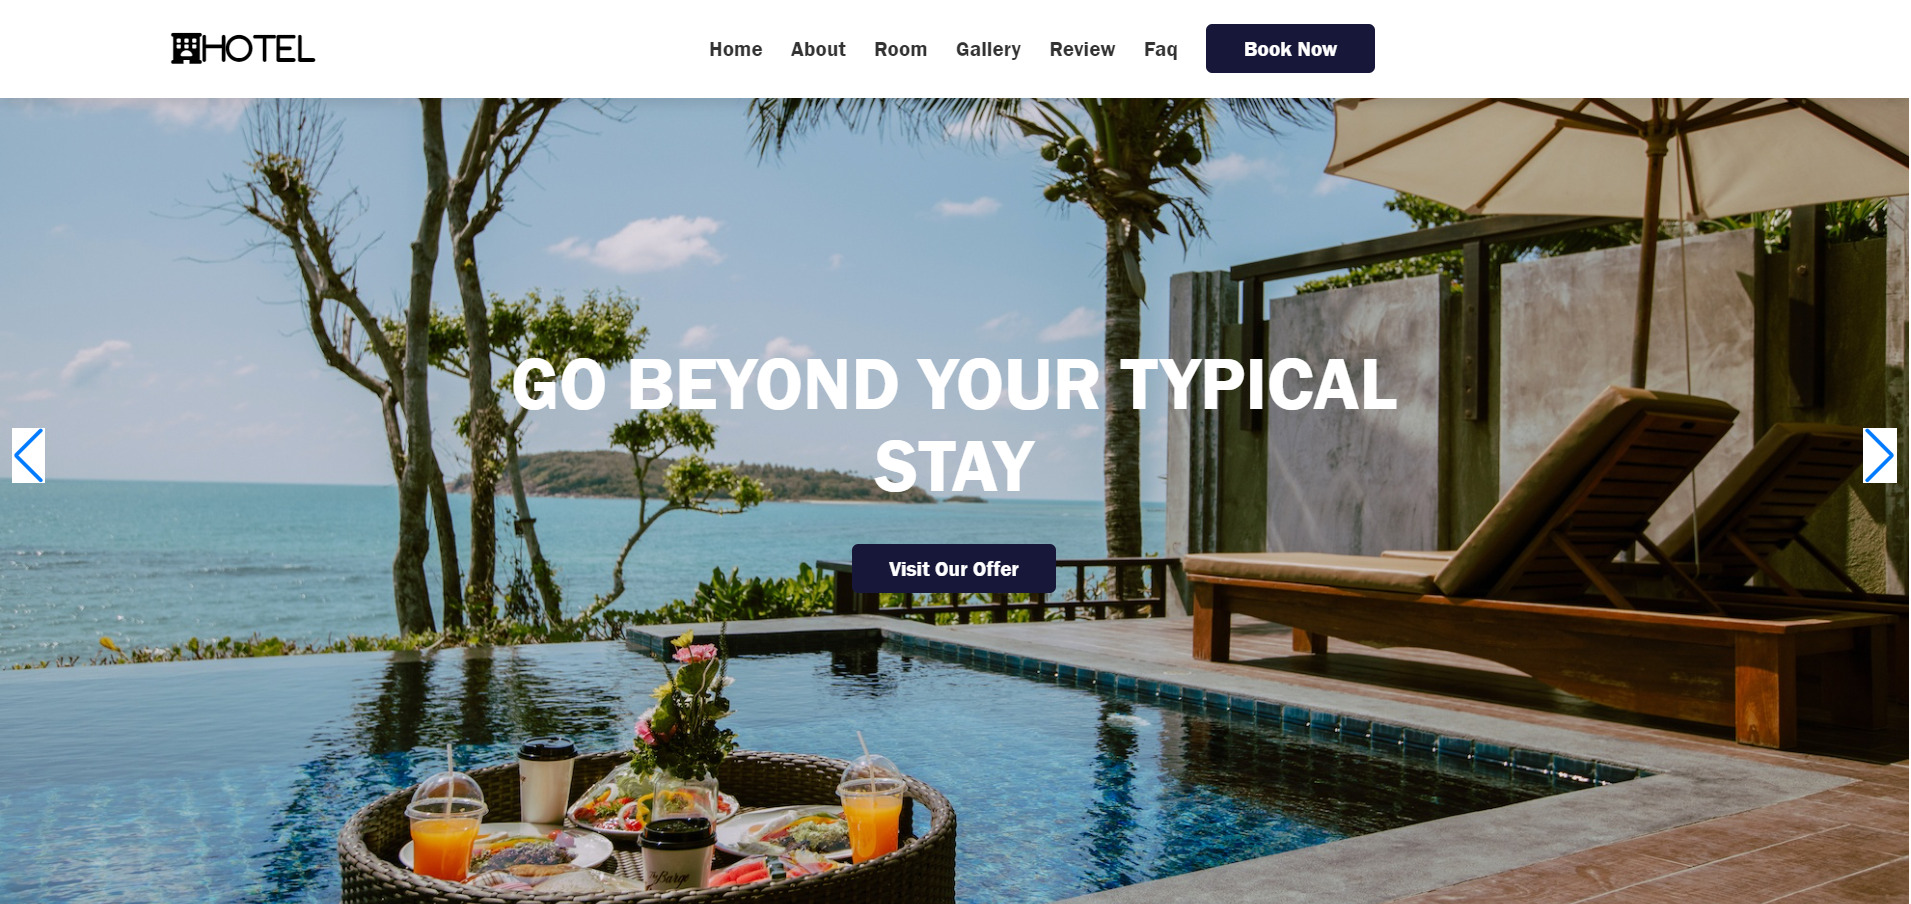 HOTEL
Home About Room Gallery Review Faq Book Now
GO BEYOND YOUR TYPICAL
STAY
Visit Our Offer